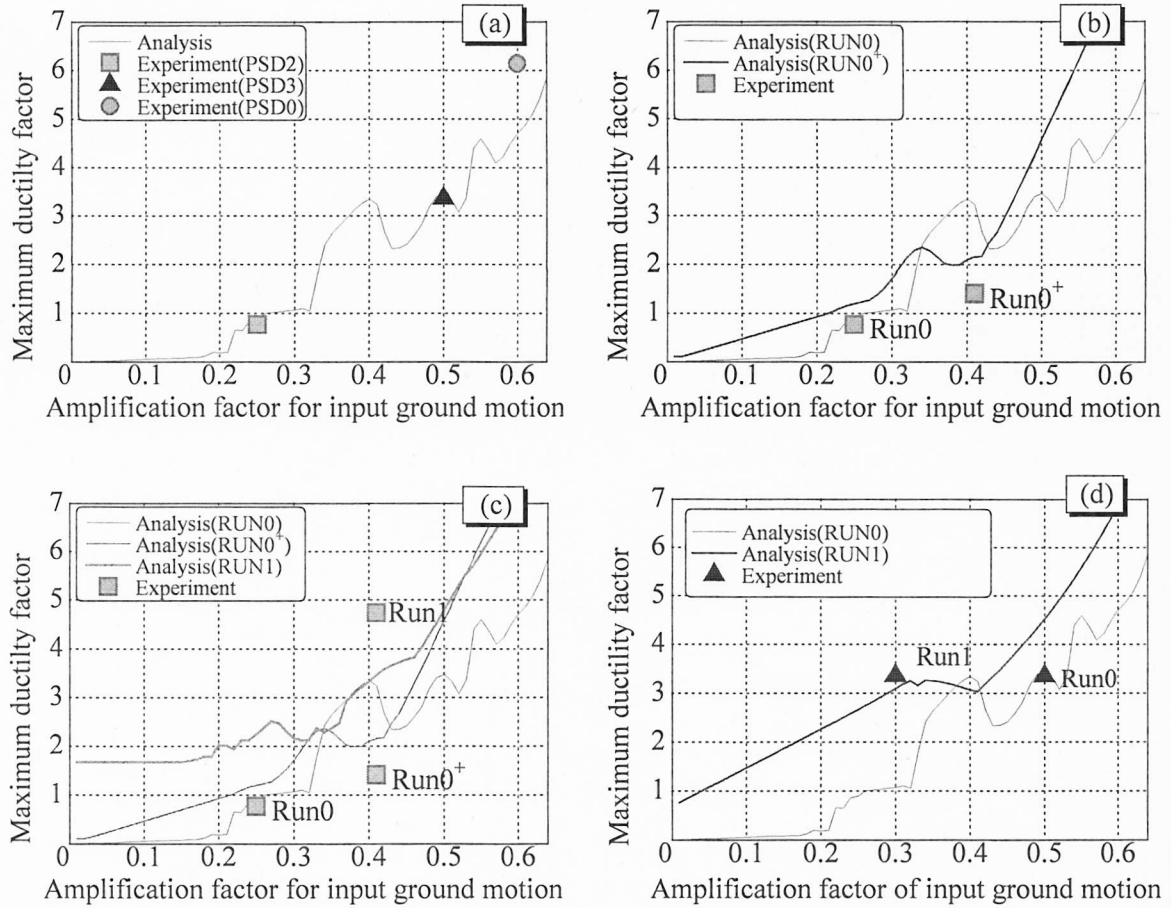 (a)
7
6
5
4
3
2
1
Analysis
Experiment(PSD2)
Experiment(PSD3)
Experiment(PSD0)
0 0.1 0.2 0.3 0.4 0.5 0.6
Maximum ductilty factor
Amplification factor for input ground motion
(b)
7
6
5
4
3
2
1
Analysis(RUN0)
Analysis(RUN0+)
Experiment
Run0+
Run0
0 0.1 0.2 0.3 0.4 0.5 0.6
Maximum ductilty factor
Amplification factor for input ground motion
(c)
7
6
5
4
3
2
1
Analysis(RUN0)
Analysis(RUN0+)
Analysis(RUN1)
Experiment
Run1
Run0+
Run0
0 0.1 0.2 0.3 0.4 0.5 0.6
Maximum ductility factor
Amplification factor for input ground motion
(d)
7
6
5
4
3
2
1
Analysis(RUN0)
Analysis(RUN1)
Experiment
Run1
Run0
0 0.1 0.2 0.3 0.4 0.5 0.6
Maximum ductility factor
Amplification factor of input ground motion